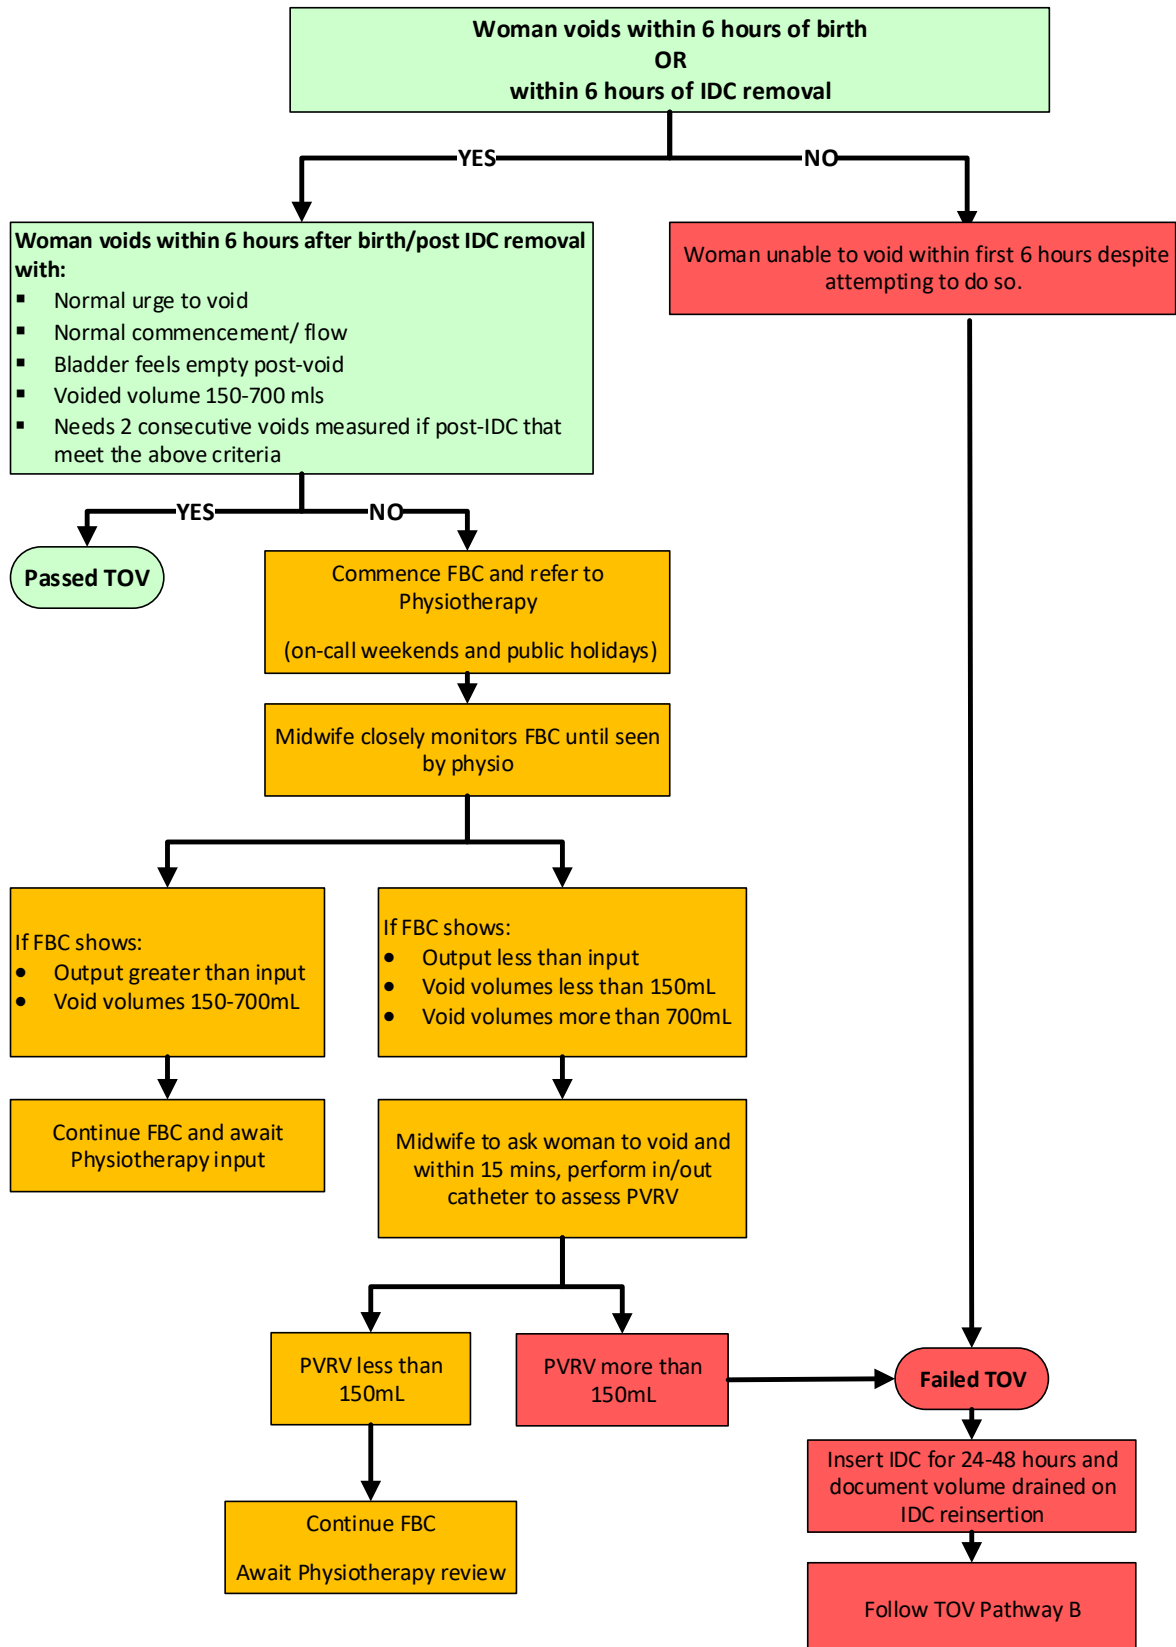 Woman voids within 6 hours of birth
OR
within 6 hours of IDC removal
YES
NO
Woman voids within 6 hours after birth/post IDC removal
with:
▪ Normal urge to void
▪ Normal commencement/ flow
▪ Bladder feels empty post-void
▪ Voided volume 150-700 mls
▪ Needs 2 consecutive voids measured if post-IDC that
meet the above criteria
Woman unable to void within first 6 hours despite
attempting to do so.
YES
NO
Passed TOV
Commence FBC and refer to
Physiotherapy
(on-call weekends and public holidays)
Midwife closely monitors FBC until seen
by physio
If FBC shows:
• Output greater than input
• Void volumes 150-700mL
If FBC shows:
• Output less than input
• Void volumes less than 150mL
• Void volumes more than 700mL
Continue FBC and await
Physiotherapy input
Midwife to ask woman to void and
within 15 mins, perform in/out
catheter to assess PVRV
PVRV less than
150mL
PVRV more than
150mL
Failed TOV
Continue FBC
Await Physiotherapy review
Insert IDC for 24-48 hours and
document volume drained on
IDC reinsertion
Follow TOV Pathway B